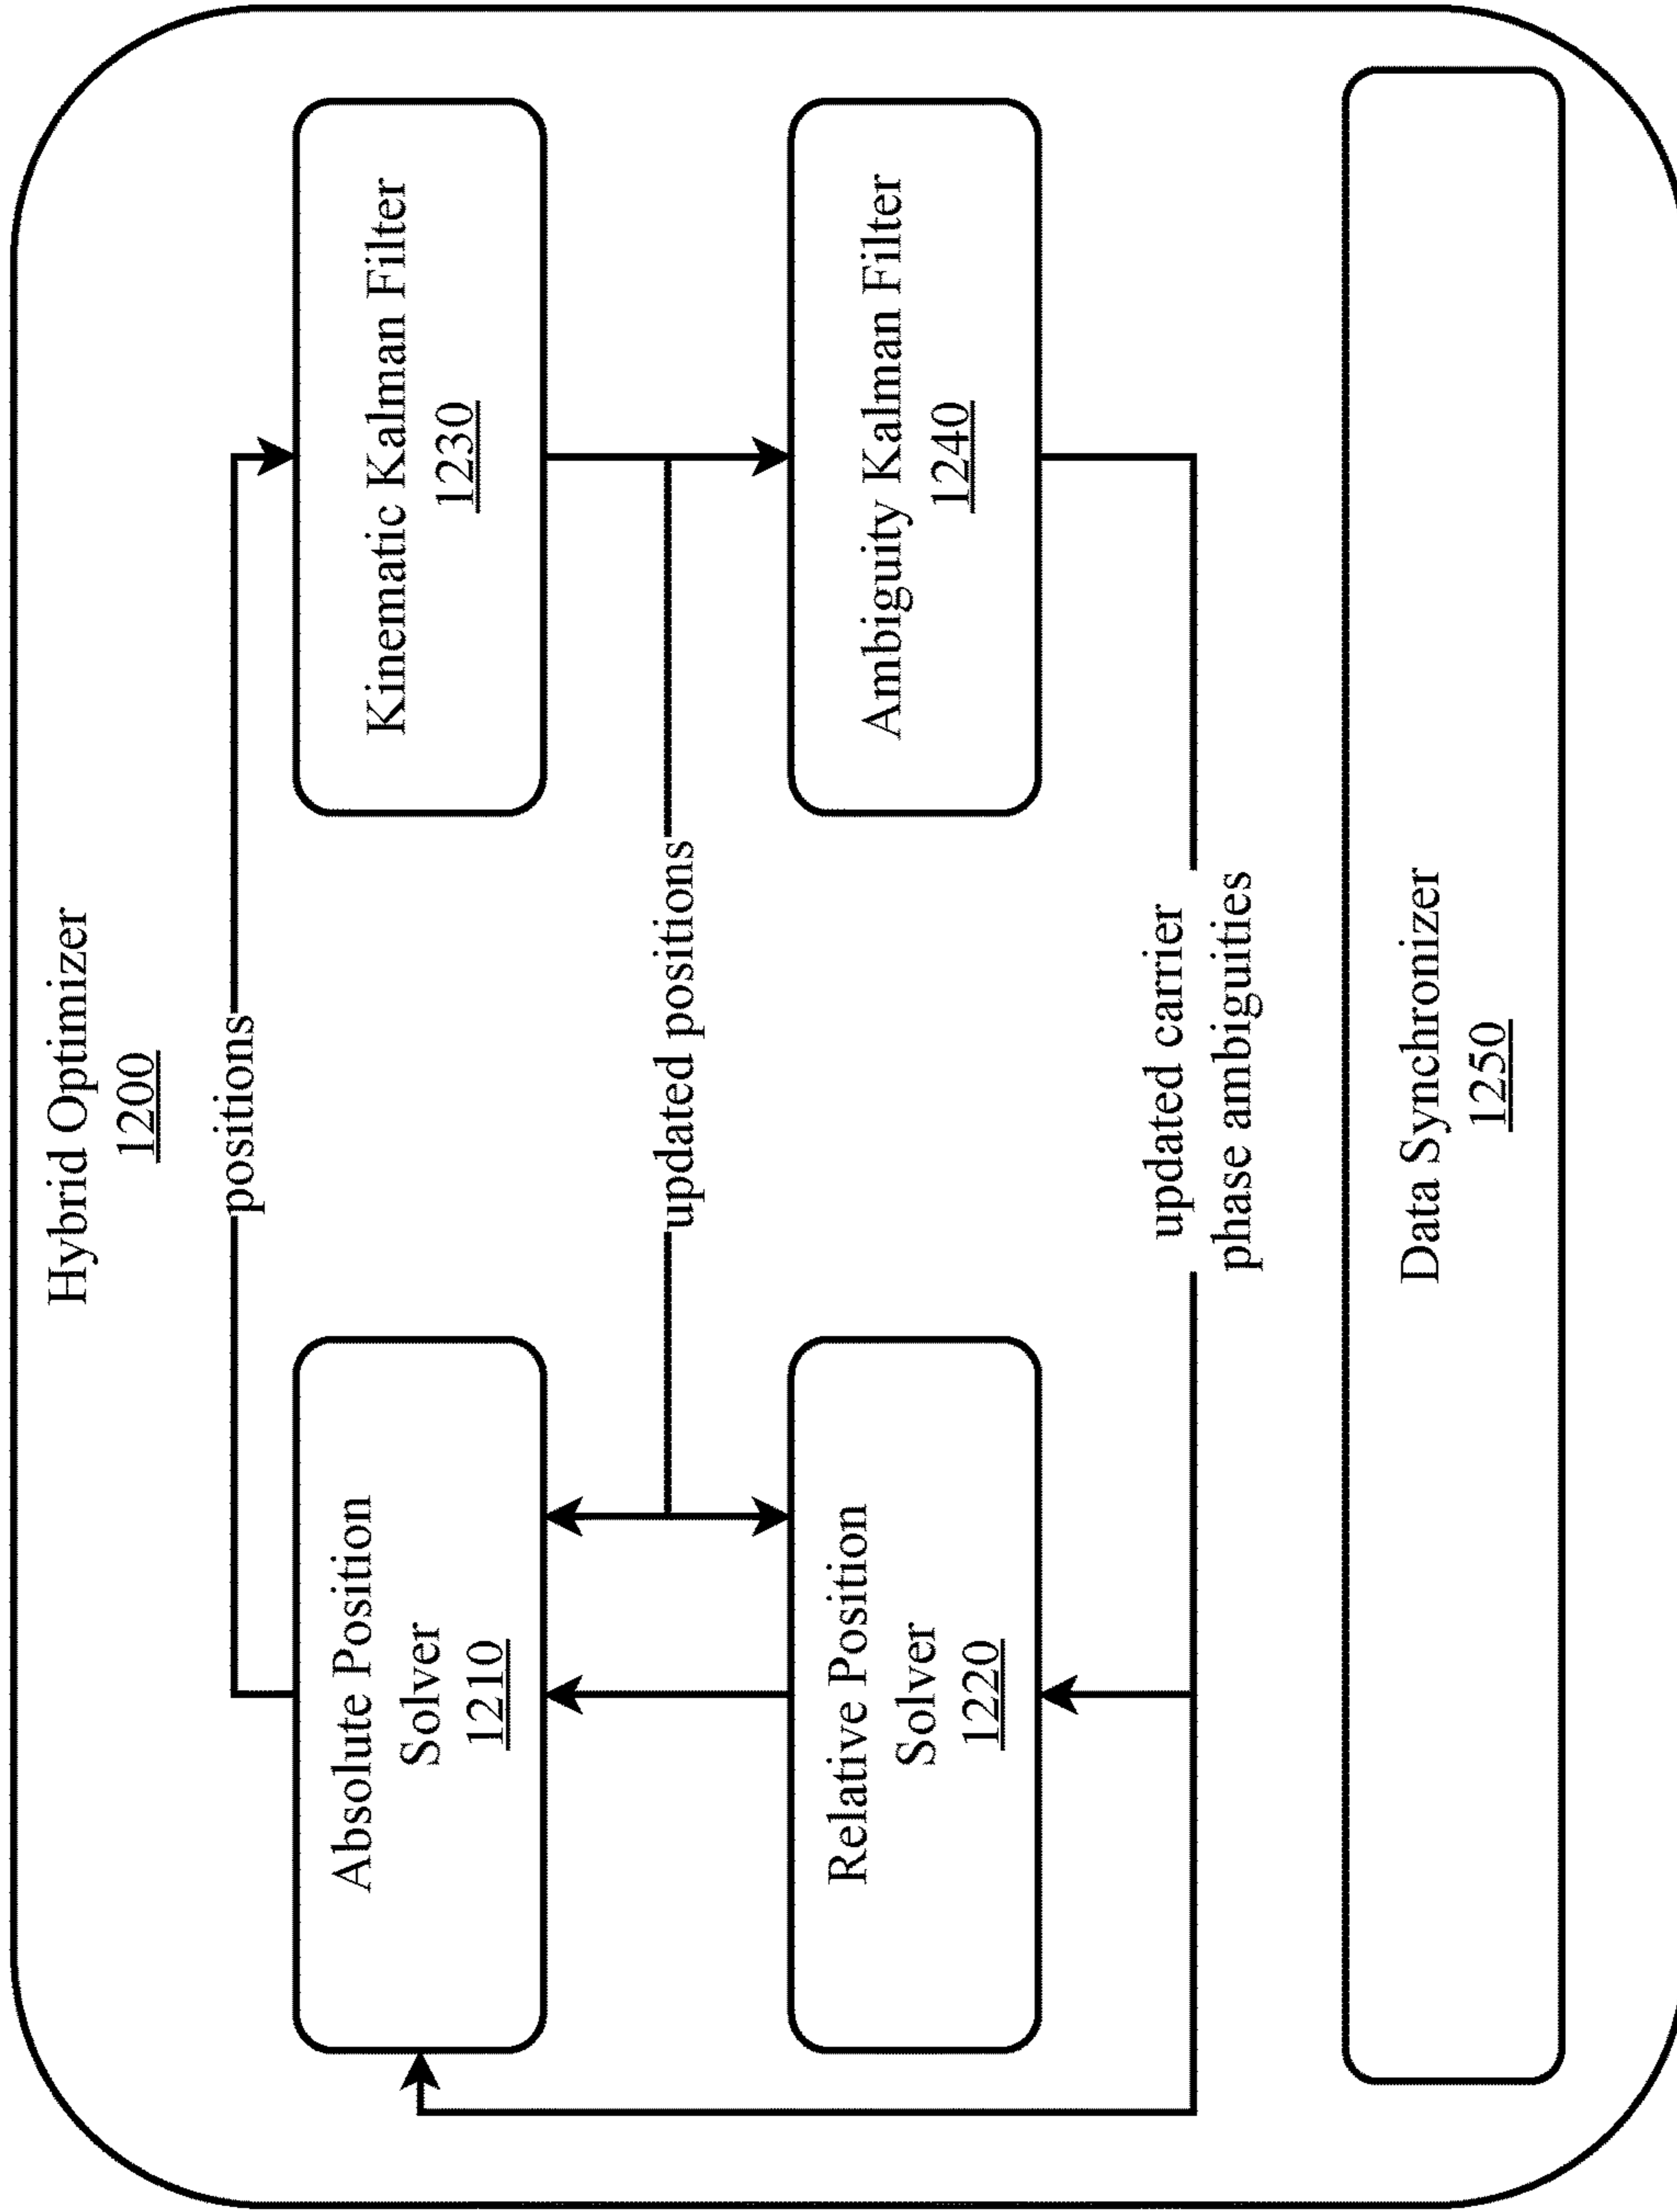 Hybrid Optimizer
1200
positions
Absolute Position
Solver
1210
Kinematic Kalman Filter
1230
updated positions
Relative Position
Solver
1220
Ambiguity Kalman Filter
1240
updated carrier
phase ambiguities
Data Synchronizer
1250